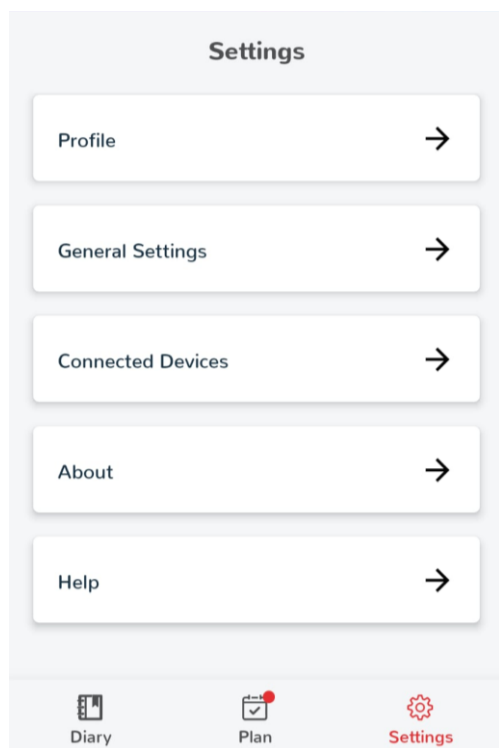 Settings
Profile
General Settings
Connected Devices
About
Help
Diary
Plan
Settings